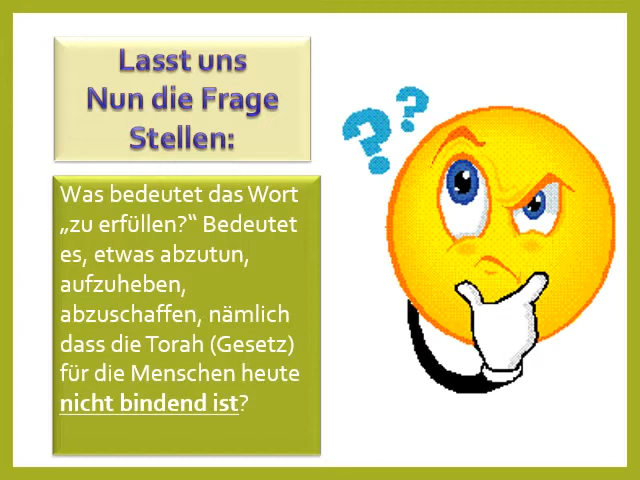 Lasst uns
Nun die Frage
Stellen:
Was bedeutet das Wort
„zu erfüllen?“ Bedeutet
es, etwas abzutun,
aufzuheben,
abzuschaffen, nämlich
dass die Torah (Gesetz)
für die Menschen heute
nicht bindend ist?
? ?